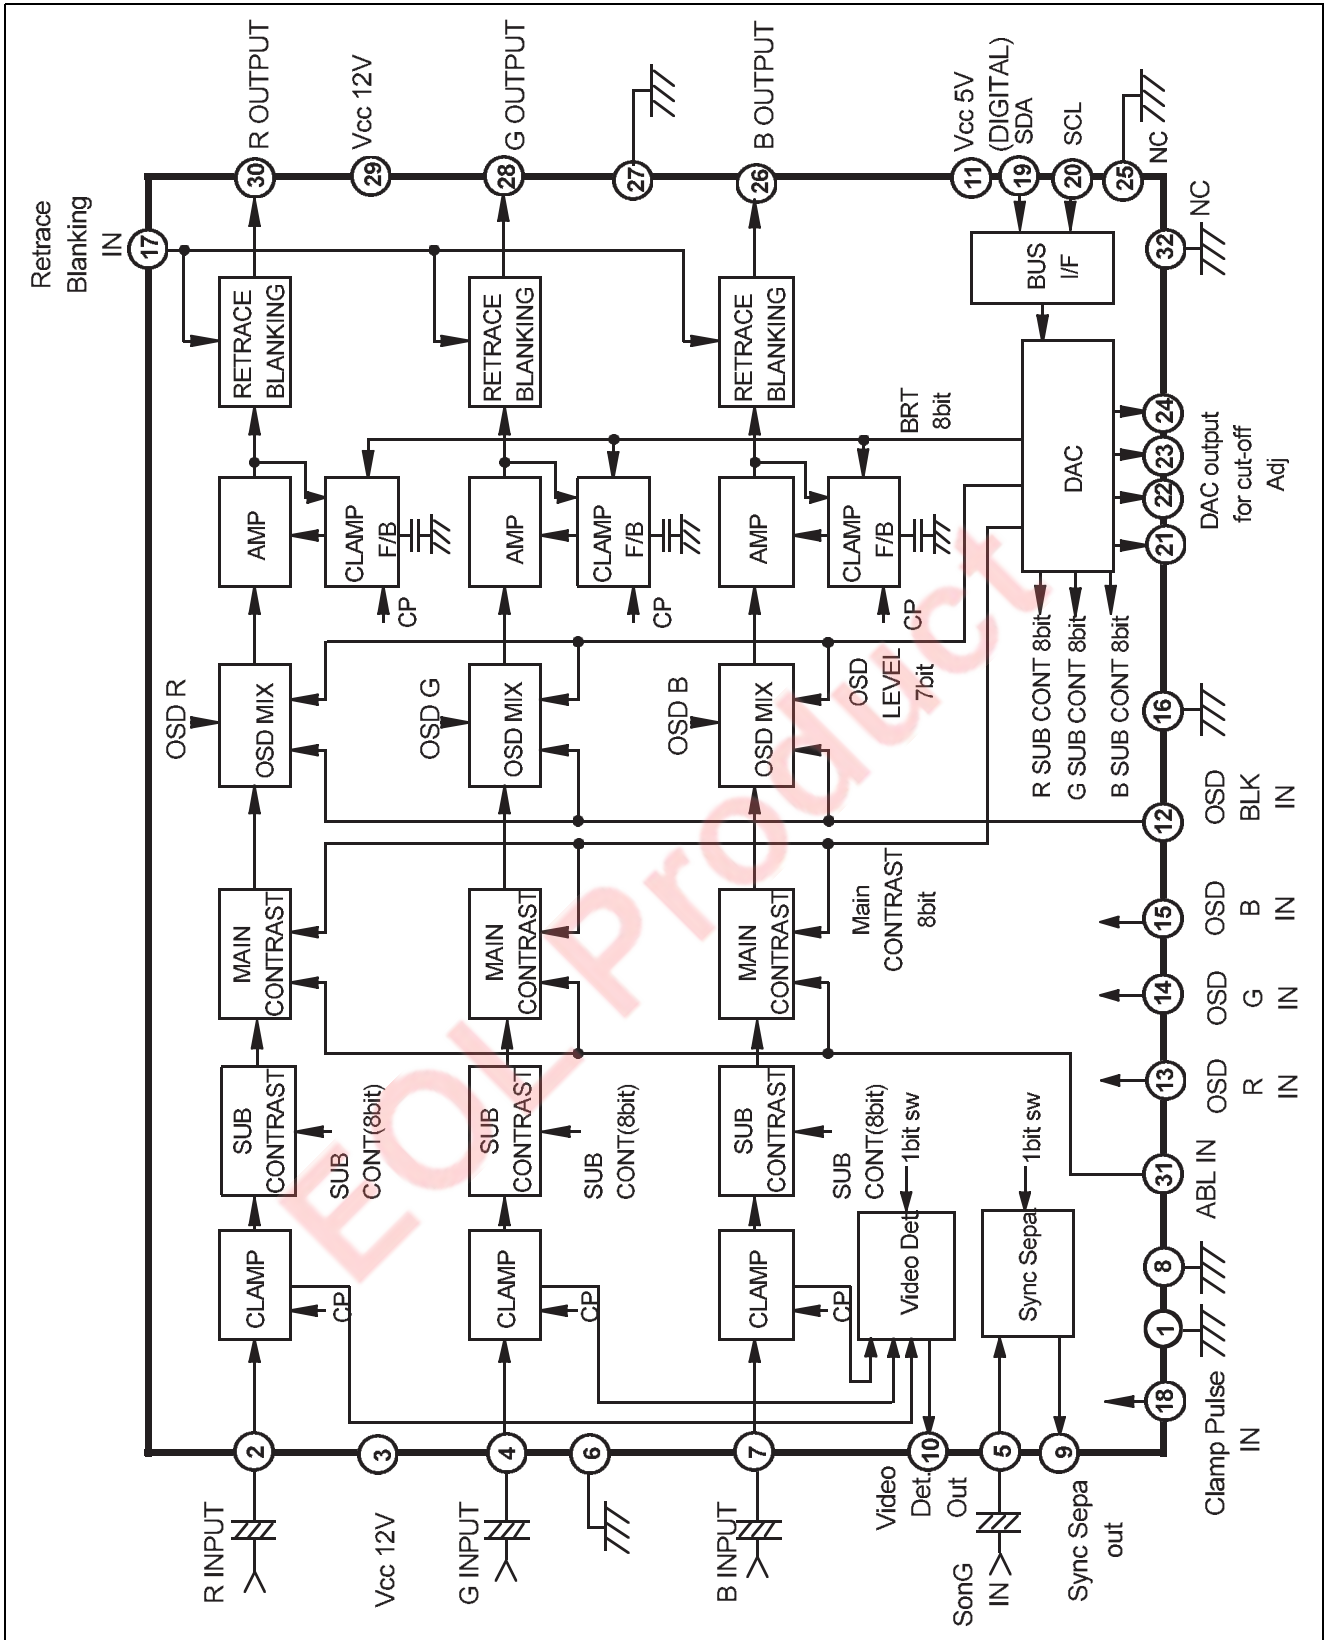 Retrace
Blanking
IN
17
R OUTPUT
30
Vcc 12V
29
G OUTPUT
28
27
B OUTPUT
26
Vcc 5V
(DIGITAL)
11
SDA
19
SCL
20
NC
25
NC
32
RETRACE
BLANKING
RETRACE
BLANKING
RETRACE
BLANKING
BUS
I/F
AMP
CLAMP
F/B
CP
AMP
CLAMP
F/B
CP
AMP
CLAMP
F/B
CP
BRT
8bit
DAC
24
23
22
21
DAC output
for cut-off
Adj
OSD R
OSD MIX
OSD G
OSD MIX
OSD B
OSD MIX
OSD
LEVEL
7bit
R SUB CONT 8bit
G SUB CONT 8bit
B SUB CONT 8bit
16
12
OSD
BLK
IN
MAIN
CONTRAST
MAIN
CONTRAST
MAIN
CONTRAST
Main
CONTRAST
8bit
15
OSD
B
IN
14
OSD
G
IN
13
OSD
R
IN
SUB
CONTRAST
SUB
CONT(8bit)
SUB
CONTRAST
SUB
CONT(8bit)
SUB
CONTRAST
SUB
CONT(8bit)
1bit sw
1bit sw
31
ABL IN
CLAMP
CP
CLAMP
CP
CLAMP
CP
Video Det.
Sync Sepa.
8
1
18
Clamp Pulse
IN
2
R INPUT
3
Vcc 12V
4
G INPUT
6
7
B INPUT
10
Video
Det.
Out
5
SonG
IN
9
Sync Sepa
out
EOL Product